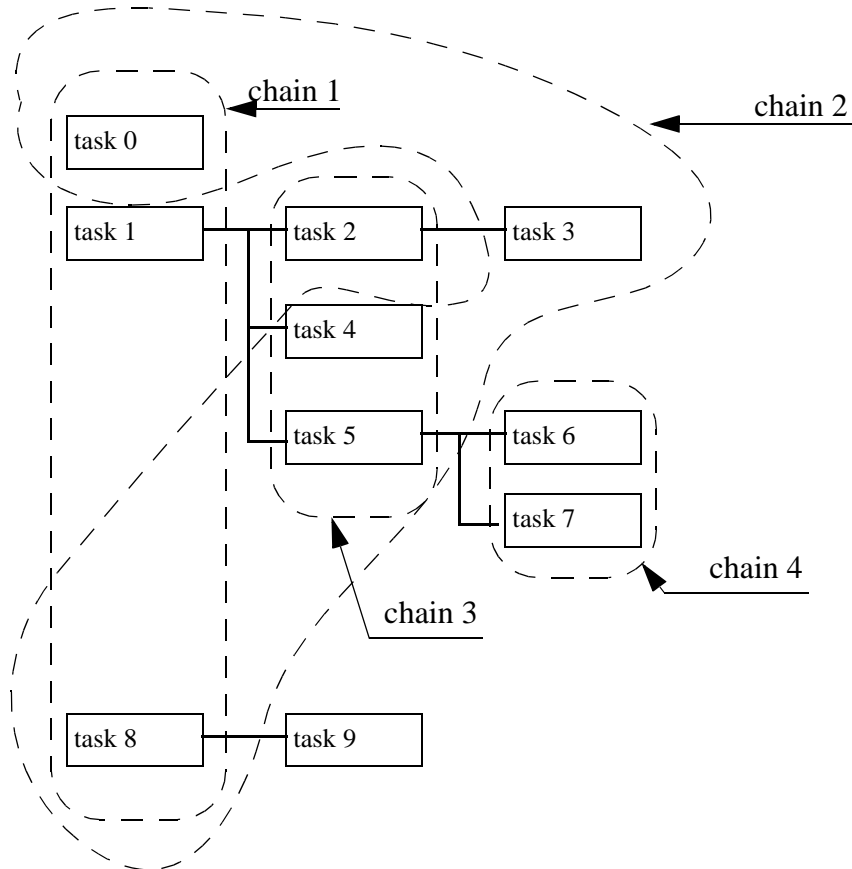 chain 1
chain 2
task 0
task 1
task 2
task 3
task 4
task 5
task 6
task 7
chain 4
chain 3
task 8
task 9